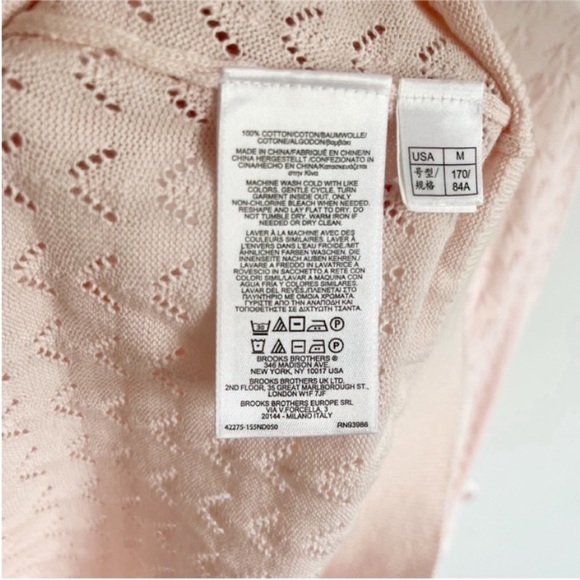 100% COTTON/COTON/BAUMWOLLE/
COTONE/ALGODON/βαμβάκι
MADE IN CHINA/FABRIQUÉ EN CHINE/IN
CHINA HERGESTELLT /CONFEZIONATO IN
CINA/HECHO EN CHINA/Κατασκευάζεται
στην Κίνα
MACHINE WASH COLD WITH LIKE
COLORS, GENTLE CYCLE, TURN
GARMENT INSIDE OUT. ONLY
NON-CHLORINE BLEACH WHEN NEEDED.
RESHAPE AND LAY FLAT TO DRY. DO
NOT TUMBLE DRY. WARM IRON IF
NEEDED OR DRY CLEAN.
LAVER À LA MACHINE AVEC DES
COULEURS SIMILAIRES. LAVER À
L'ENVERS DANS L'EAU FROIDE./MIT
ÄHNLICHEN FARBEN WASCHEN. DIE
INNENSEITE NACH AUßEN KEHREN./
LAVARE A FREDDO IN LAVATRICE A
ROVESCIO IN SACCHETTO A RETE CON
COLORI SIMILI./LAVAR A MÁQUINA CON
AGUA FRÍA Y COLORES SIMILARES.
LAVAR DEL REVÉS./ΠΛΕΝΕΤΑΙ ΣΤΟ
ΠΛΥΝΤΗΡΙΟ ΜΕ ΟΜΟΙΑ ΧΡΩΜΑΤΑ.
ΓΥΡΙΣΤΕ ΑΠΟ ΤΗΝ ΑΝΑΠΟΔΗ ΚΑΙ
ΤΟΠΟΘΕΤΗΣΤΕ ΣΕ ΔΙΧΤΥΩΤΗ ΤΣΑΝΤΑ.
BROOKS BROTHERS ®
346 MADISON AVE.
NEW YORK, NY 10017 USA
BROOKS BROTHERS UK LTD.
2ND FLOOR, 35 GREAT MARLBOROUGH ST.,
LONDON W1F 7JF
BROOKS BROTHERS EUROPE SRL
VIA V.FORCELLA, 3
20144 - MILANO ITALY
42275-1S5ND050 RN93986
USA M
号型/ 170/
规格 84A